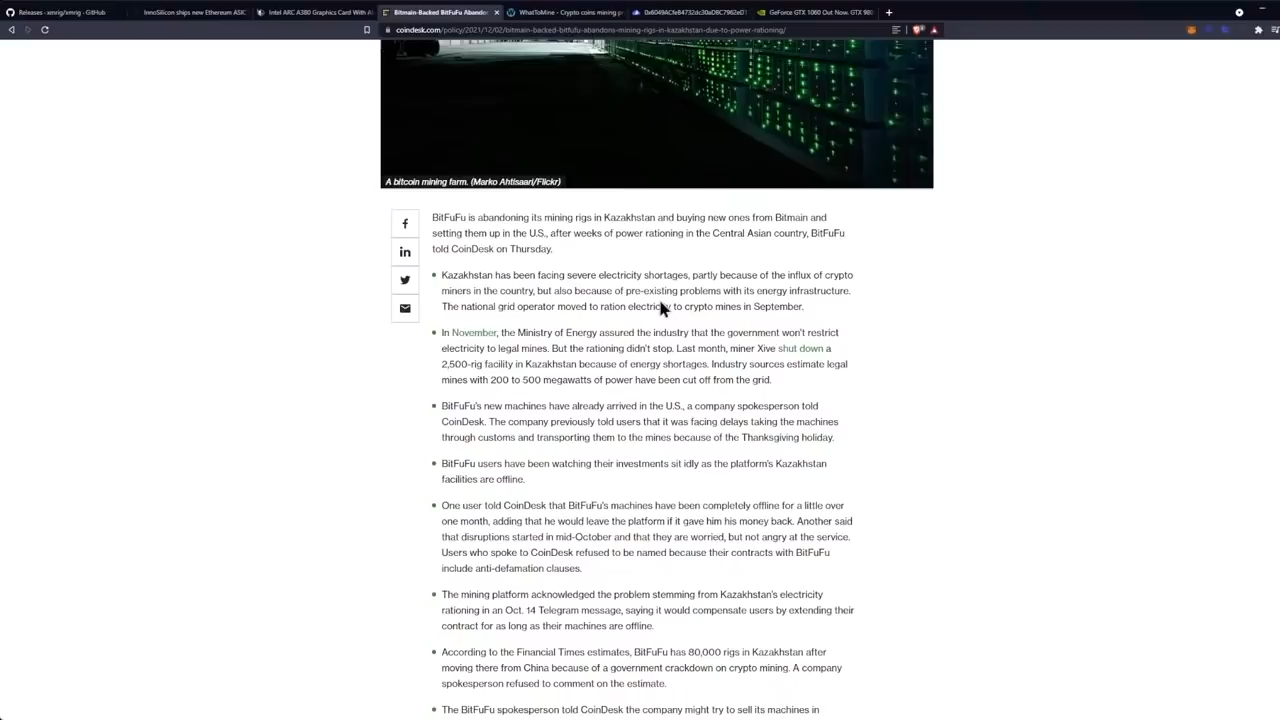 Releases - xmrig/xmrig - GitHub
InnoSilicon ships new Ethereum ASIC
Intel ARC A380 Graphics Card With A
Bitmain-Backed BitFuFu Abandon
WhatToMine - Crypto coins mining p
GeForce GTX 1060 Out Now. GTX 980
coindesk.com/policy/2021/12/02/bitmain-backed-bitfufu-abandons-mining-rigs-in-kazakhstan-due-to-power-rationing/
A bitcoin mining farm. (Marko Ahtisaari/Flickr)
BitFuFu is abandoning its mining rigs in Kazakhstan and buying new ones from Bitmain and
setting them up in the U.S., after weeks of power rationing in the Central Asian country, BitFuFu
told CoinDesk on Thursday.
Kazakhstan has been facing severe electricity shortages, partly because of the influx of crypto
miners in the country, but also because of pre-existing problems with its energy infrastructure.
The national grid operator moved to ration electricity to crypto mines in September.
In November, the Ministry of Energy assured the industry that the government won't restrict
electricity to legal mines. But the rationing didn't stop. Last month, miner Xive shut down a
2,500-rig facility in Kazakhstan because of energy shortages. Industry sources estimate legal
mines with 200 to 500 megawatts of power have been cut off from the grid.
BitFuFu's new machines have already arrived in the U.S., a company spokesperson told
CoinDesk. The company previously told users that it was facing delays taking the machines
through customs and transporting them to the mines because of the Thanksgiving holiday.
BitFuFu users have been watching their investments sit idly as the platform's Kazakhstan
facilities are offline.
One user told CoinDesk that BitFuFu's machines have been completely offline for a little over
one month, adding that he would leave the platform if it gave him his money back. Another said
that disruptions started in mid-October and that they are worried, but not angry at the service.
Users who spoke to CoinDesk refused to be named because their contracts with BitFuFu
include anti-defamation clauses.
The mining platform acknowledged the problem stemming from Kazakhstan's electricity
rationing in an Oct. 14 Telegram message, saying it would compensate users by extending their
contract for as long as their machines are offline.
According to the Financial Times estimates, BitFuFu has 80,000 rigs in Kazakhstan after
moving there from China because of a government crackdown on crypto mining. A company
spokesperson refused to comment on the estimate.
The BitFuFu spokesperson told CoinDesk the company might try to sell its machines in